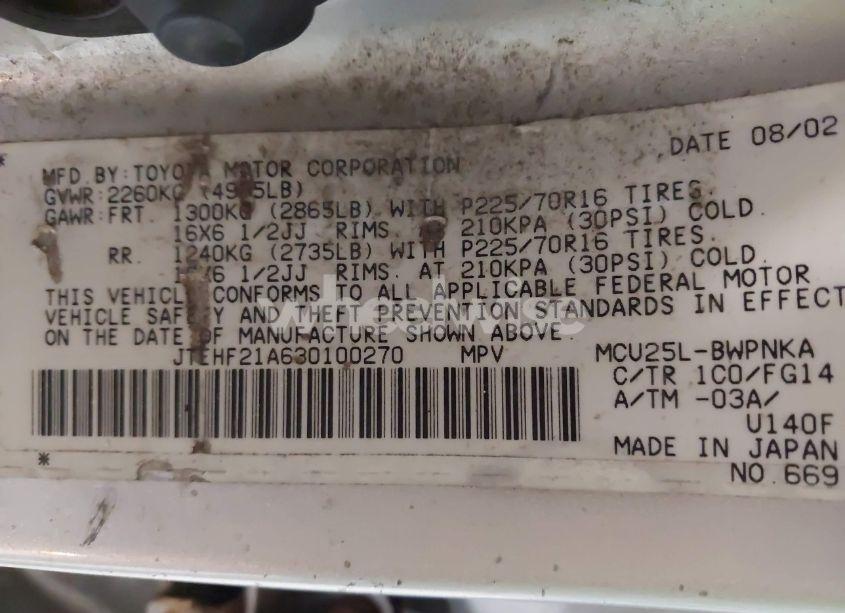 DATE 08/02
MFD.BY:TOYOTA MOTOR CORPORATION
GVWR:2260KG LB)
GAWR:FRT. 1300KG (2865LB) WITH P225/70R16 TIRES.
16X6 1/2JJ RIMS. AT 210KPA (30PSI) COLD.
RR. 1240KG (2735LB) WITH P225/70R16 TIRES.
16X6 1/2JJ RIMS. AT 210KPA (30PSI) COLD.
THIS VEHICLE CONFORMS TO ALL APPLICABLE FEDERAL MOTOR
VEHICLE SAFETY AND THEFT PREVENTION STANDARDS IN EFFECT
ON THE DATE OF MANUFACTURE SHOWN ABOVE.
JTEHF21A630100270 MPV MCU25L-BWPNKA
C/TR 1C0/FG14
A/TM -03A/
U140F
MADE IN JAPAN
NO.669